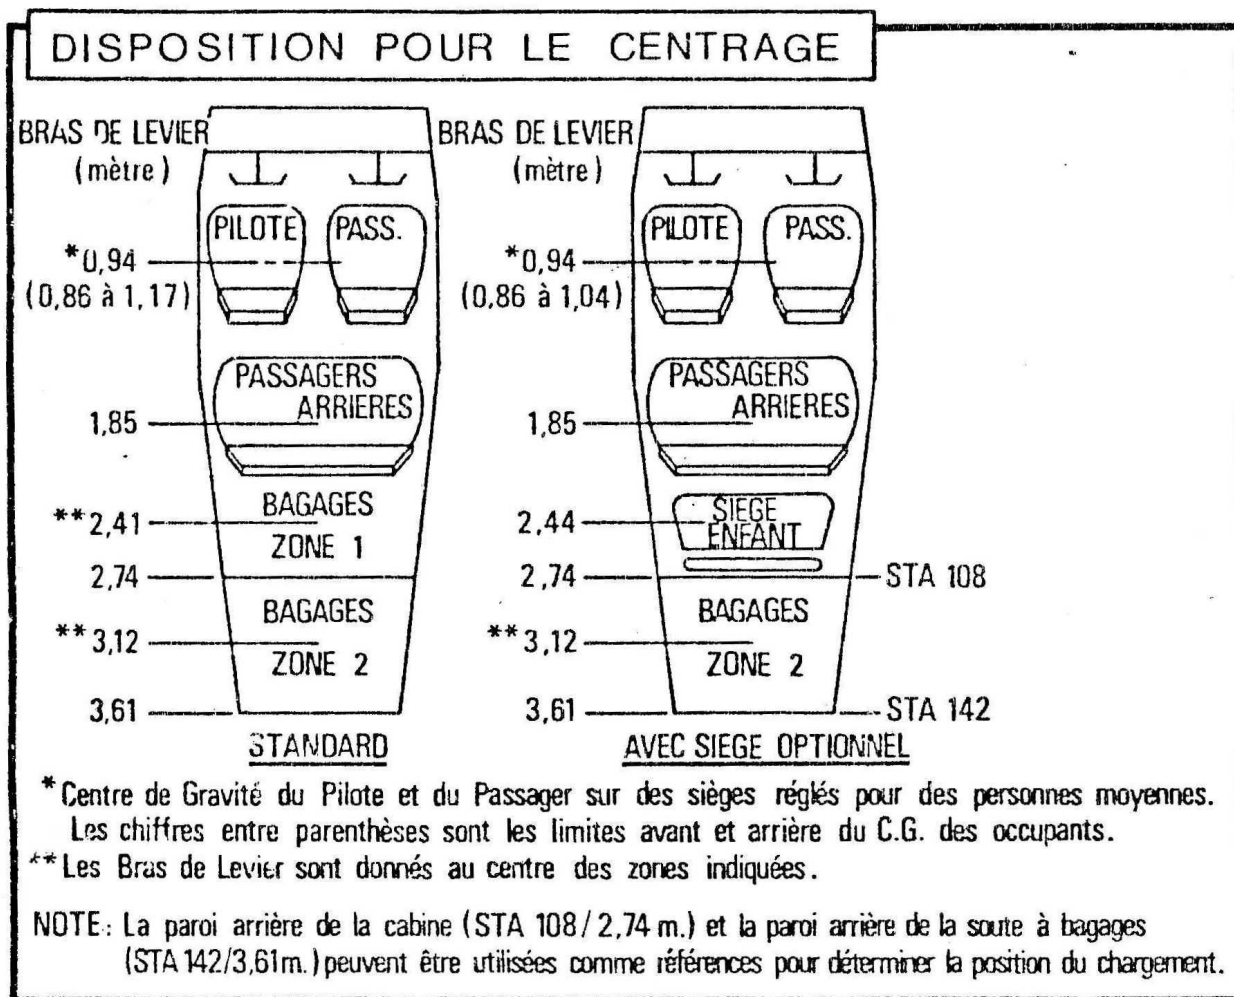 DISPOSITION POUR LE CENTRAGE
BRAS DE LEVIER
(mètre)
PILOTE
PASS.
*0,94
(0,86 à 1,17)
PASSAGERS
ARRIERES
1,85
BAGAGES
**2,41
ZONE 1
2,74
BAGAGES
**3,12
ZONE 2
3,61
STANDARD
BRAS DE LEVIER
(mètre)
PILOTE
PASS.
*0,94
(0,86 à 1,04)
PASSAGERS
ARRIERES
1,85
SIEGE
2,44
ENFANT
2,74
STA 108
BAGAGES
**3,12
ZONE 2
3,61
STA 142
AVEC SIEGE OPTIONNEL
*Centre de Gravité du Pilote et du Passager sur des sièges réglés pour des personnes moyennes.
Les chiffres entre parenthèses sont les limites avant et arrière du C.G. des occupants.
**Les Bras de Levier sont donnés au centre des zones indiquées.
NOTE: La paroi arrière de la cabine (STA 108/2,74 m.) et la paroi arrière de la soute à bagages
(STA 142/3,61m.) peuvent être utilisées comme références pour déterminer la position du chargement.